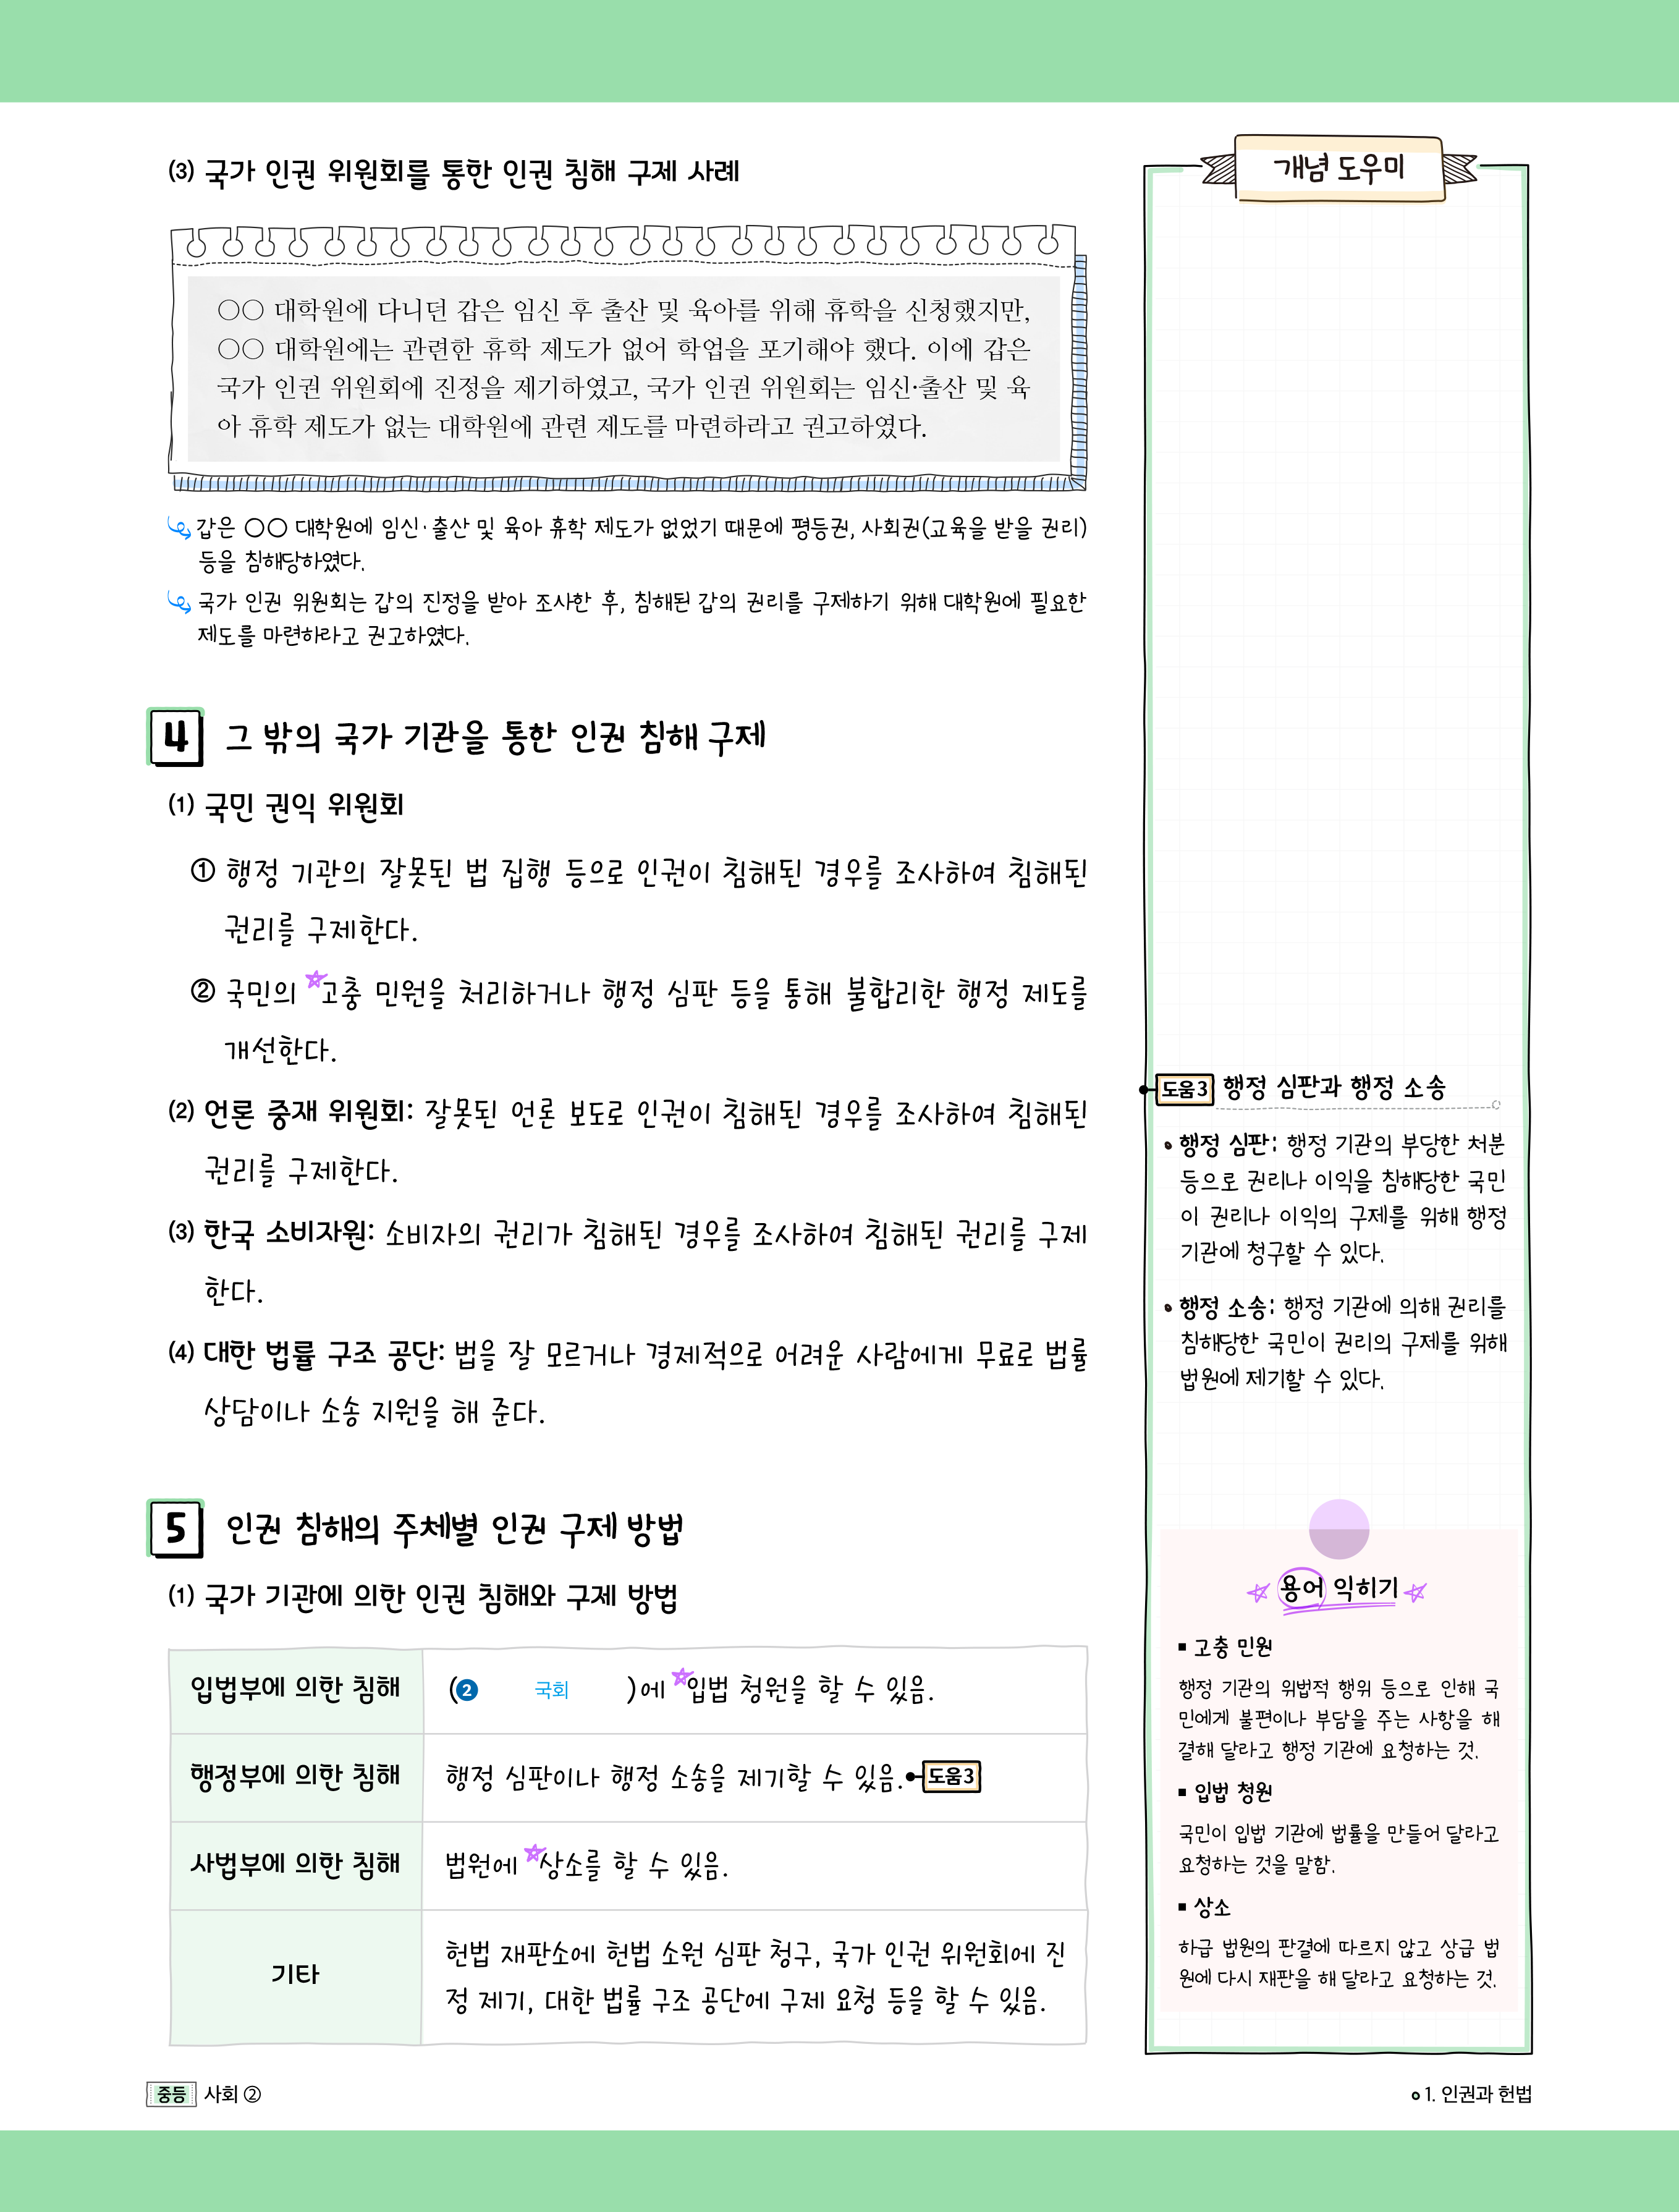 (3) 국가 인권 위원회를 통한 인권 침해 구제 사례
○○ 대학원에 다니던 갑은 임신 후 출산 및 육아를 위해 휴학을 신청했지만,
○○ 대학원에는 관련한 휴학 제도가 없어 학업을 포기해야 했다. 이에 갑은
국가 인권 위원회에 진정을 제기하였고, 국가 인권 위원회는 임신·출산 및 육
아 휴학 제도가 없는 대학원에 관련 제도를 마련하라고 권고하였다.
갑은 ○○ 대학원에 임신·출산 및 육아 휴학 제도가 없었기 때문에 평등권, 사회권(교육을 받을 권리)
등을 침해당하였다.
국가 인권 위원회는 갑의 진정을 받아 조사한 후, 침해된 갑의 권리를 구제하기 위해 대학원에 필요한
제도를 마련하라고 권고하였다.
4 그 밖의 국가 기관을 통한 인권 침해 구제
(1) 국민 권익 위원회
① 행정 기관의 잘못된 법 집행 등으로 인권이 침해된 경우를 조사하여 침해된
권리를 구제한다.
② 국민의 고충 민원을 처리하거나 행정 심판 등을 통해 불합리한 행정 제도를
개선한다.
(2) 언론 중재 위원회: 잘못된 언론 보도로 인권이 침해된 경우를 조사하여 침해된
권리를 구제한다.
(3) 한국 소비자원: 소비자의 권리가 침해된 경우를 조사하여 침해된 권리를 구제
한다.
(4) 대한 법률 구조 공단: 법을 잘 모르거나 경제적으로 어려운 사람에게 무료로 법률
상담이나 소송 지원을 해 준다.
5 인권 침해의 주체별 인권 구제 방법
(1) 국가 기관에 의한 인권 침해와 구제 방법
입법부에 의한 침해 (❷ 국회 )에 입법 청원을 할 수 있음.
행정부에 의한 침해 행정 심판이나 행정 소송을 제기할 수 있음. 도움3
사법부에 의한 침해 법원에 상소를 할 수 있음.
기타 헌법 재판소에 헌법 소원 심판 청구, 국가 인권 위원회에 진
정 제기, 대한 법률 구조 공단에 구제 요청 등을 할 수 있음.
개념 도우미
도움3 행정 심판과 행정 소송
행정 심판: 행정 기관의 부당한 처분
등으로 권리나 이익을 침해당한 국민
이 권리나 이익의 구제를 위해 행정
기관에 청구할 수 있다.
행정 소송: 행정 기관에 의해 권리를
침해당한 국민이 권리의 구제를 위해
법원에 제기할 수 있다.
용어 익히기
■ 고충 민원
행정 기관의 위법적 행위 등으로 인해 국
민에게 불편이나 부담을 주는 사항을 해
결해 달라고 행정 기관에 요청하는 것.
■ 입법 청원
국민이 입법 기관에 법률을 만들어 달라고
요청하는 것을 말함.
■ 상소
하급 법원의 판결에 따르지 않고 상급 법
원에 다시 재판을 해 달라고 요청하는 것.
중등 사회 ②
1. 인권과 헌법